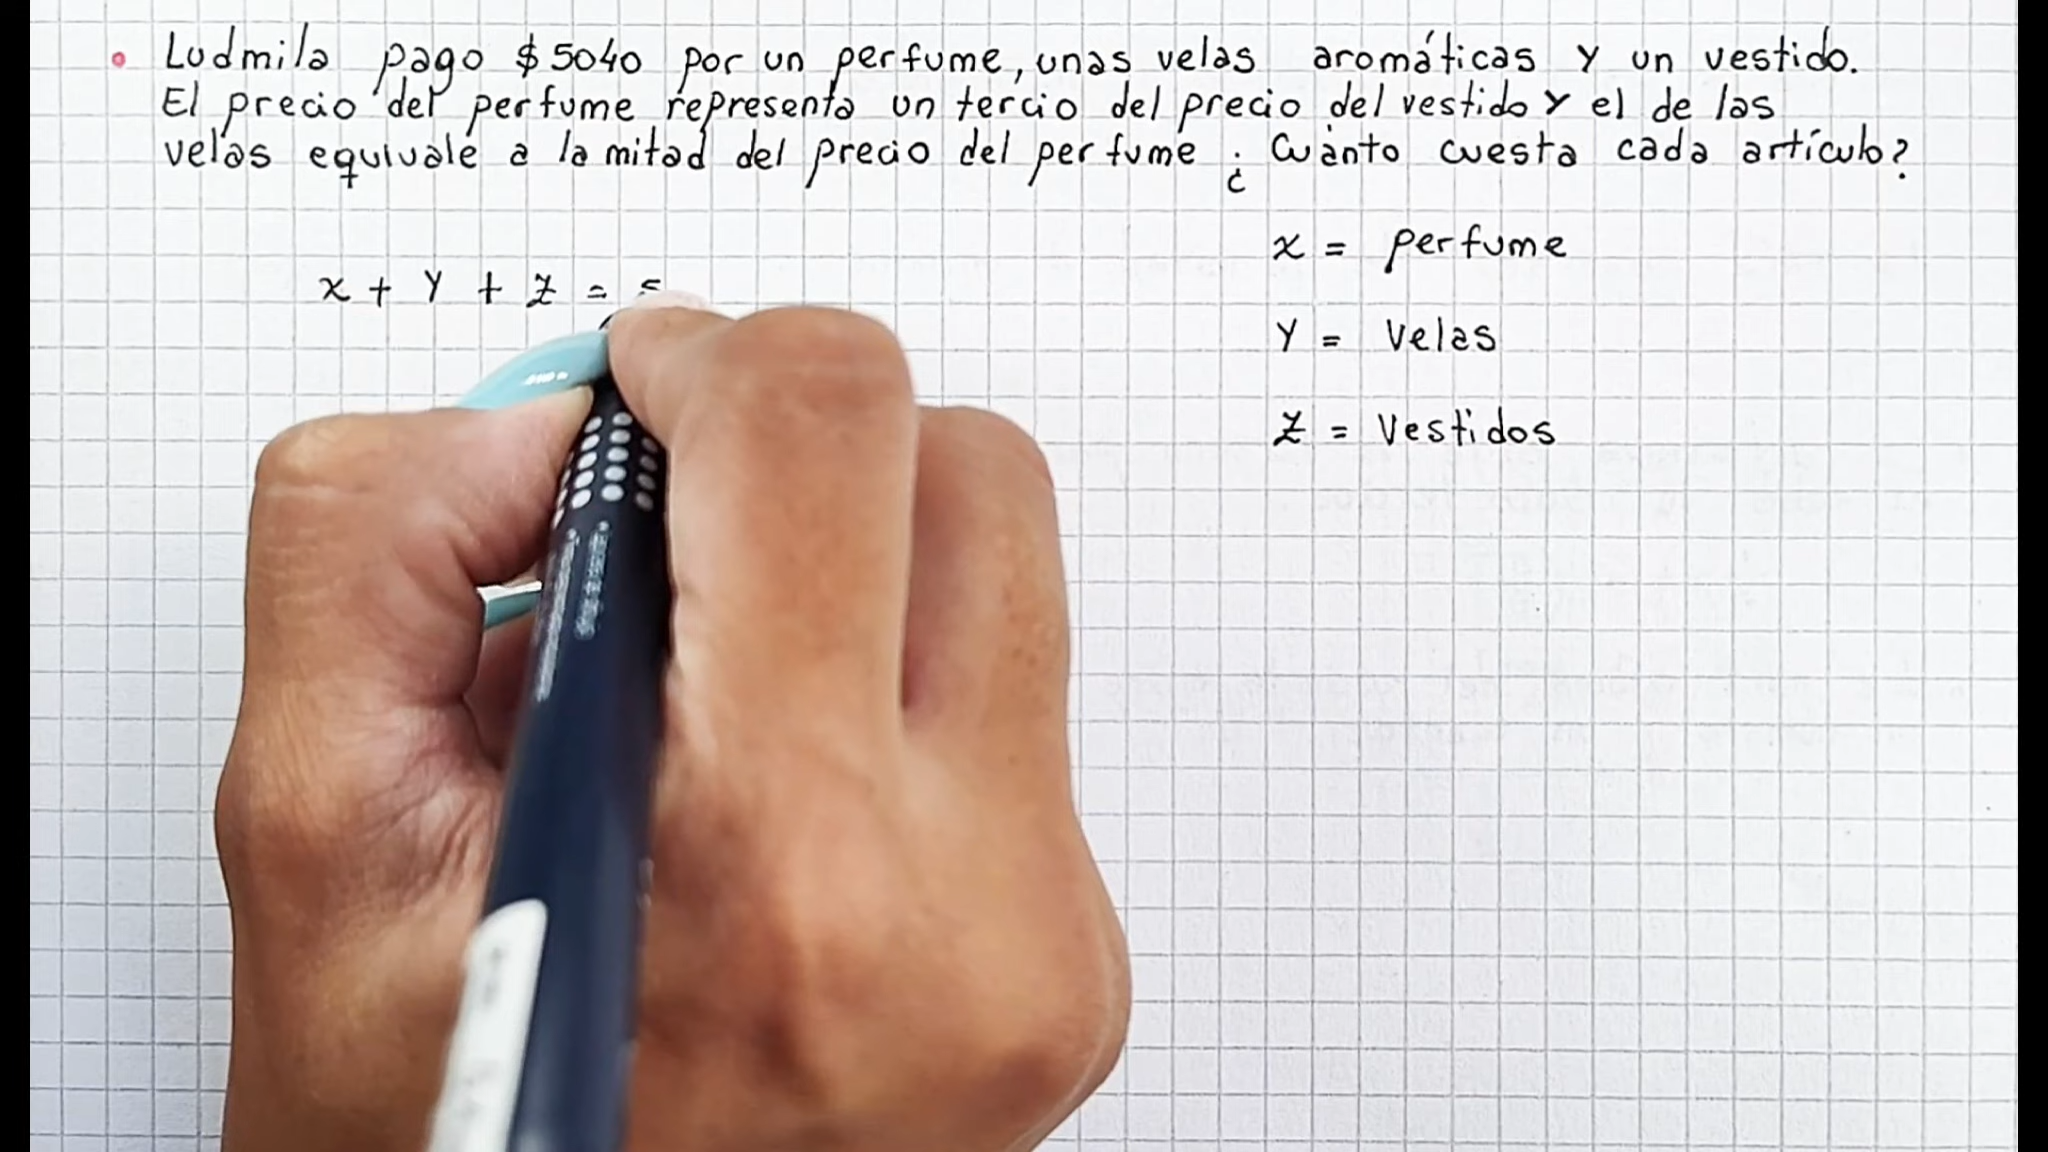 Ludmila pago $5040 por un perfume, unas velas aromáticas y un vestido.
El precio del perfume representa un tercio del precio del vestido y el de las
velas equivale a la mitad del precio del perfume ¿ Cuánto cuesta cada artículo?
x = perfume
x + y + z = 5
y = velas
z = vestidos